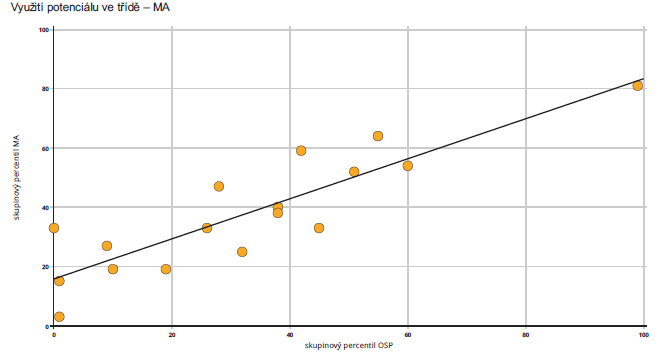 Využití potenciálu ve třídě – MA
100
80
60
40
20
0
skupinový percentil MA
0 20 40 60 80 100
skupinový percentil OSP